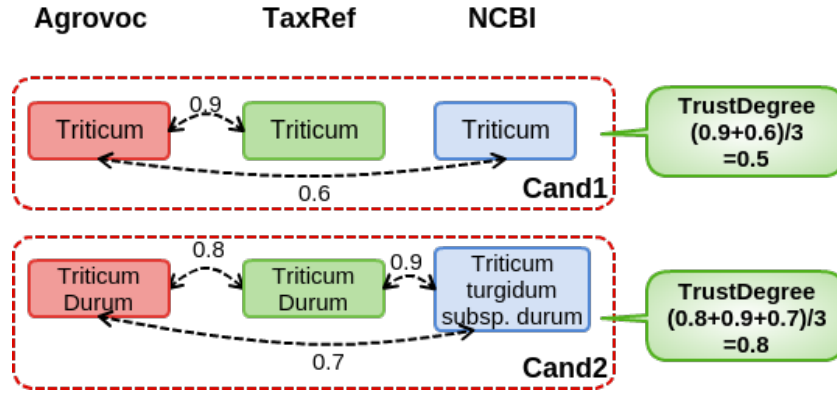 Agrovoc TaxRef NCBI
0.9
Triticum Triticum Triticum
TrustDegree
(0.9+0.6)/3
=0.5
0.6
Cand1
0.8
0.9
Triticum
Durum
Triticum
Durum
Triticum
turgidum
subsp. durum
TrustDegree
(0.8+0.9+0.7)/3
=0.8
0.7
Cand2